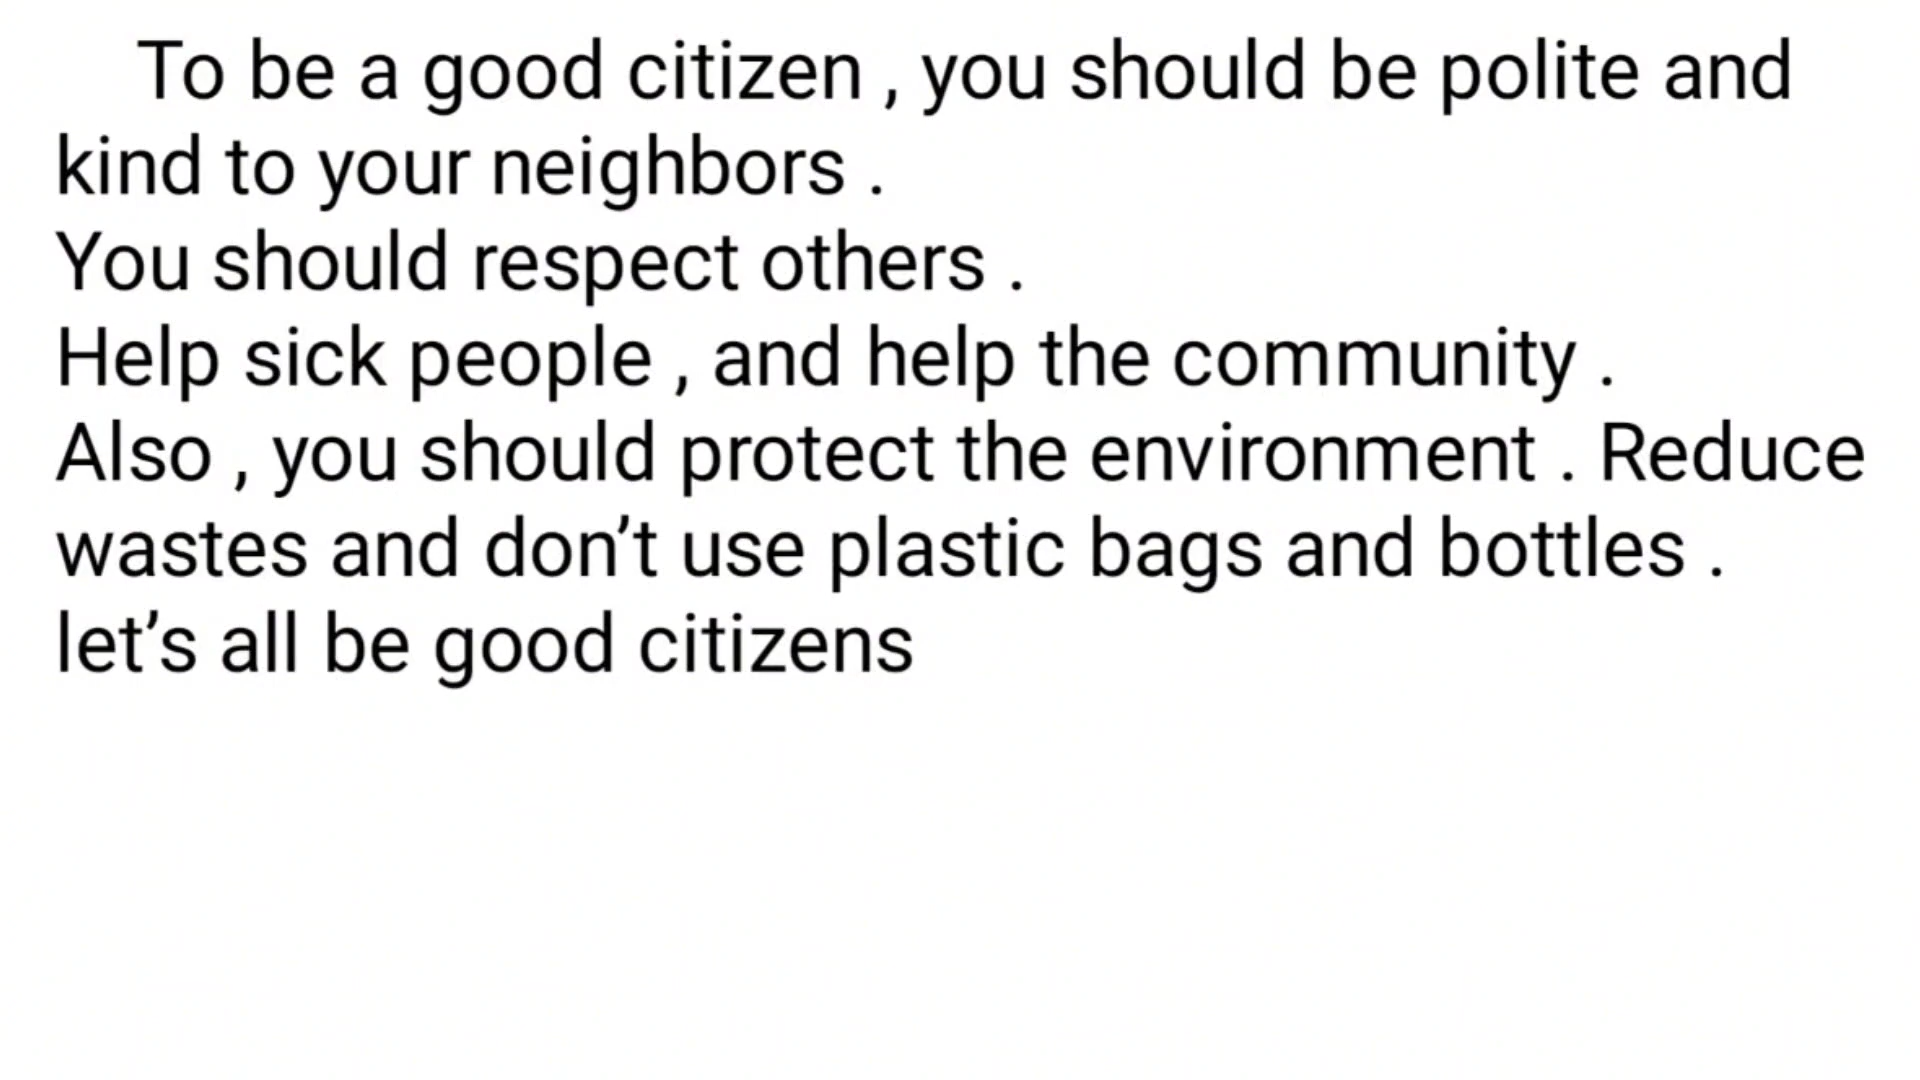 To be a good citizen , you should be polite and
kind to your neighbors .
You should respect others .
Help sick people , and help the community .
Also , you should protect the environment . Reduce
wastes and don’t use plastic bags and bottles .
let’s all be good citizens